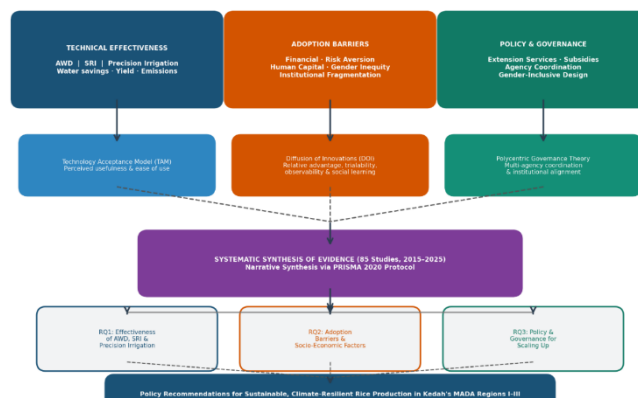 TECHNICAL EFFECTIVENESS
AWD | SRI | Precision Irrigation
Water savings · Yield · Emissions
ADOPTION BARRIERS
Financial · Risk Aversion
Human Capital · Gender Inequity
Institutional Fragmentation
POLICY & GOVERNANCE
Extension Services · Subsidies
Agency Coordination
Gender-Inclusive Design
Technology Acceptance Model (TAM)
Perceived usefulness & ease of use
Diffusion of Innovations (DOI)
Relative advantage, trialability,
observability & social learning
Polycentric Governance Theory
Multi-agency coordination
& institutional alignment
SYSTEMATIC SYNTHESIS OF EVIDENCE (85 Studies, 2015–2025)
Narrative Synthesis via PRISMA 2020 Protocol
RQ1: Effectiveness
of AWD, SRI &
Precision Irrigation
RQ2: Adoption
Barriers &
Socio-Economic Factors
RQ3: Policy &
Governance for
Scaling Up
Policy Recommendations for Sustainable, Climate-Resilient Rice Production in Kedah's MADA Regions I–III